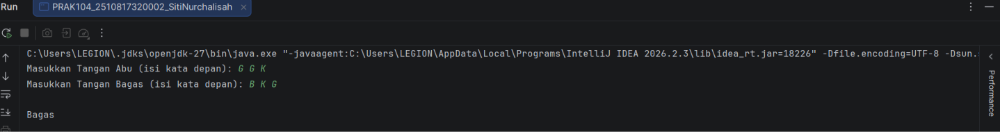 Run PRAK104_2510817320002_SitiNurchalisah
C:\Users\LEGION\.jdks\openjdk-27\bin\java.exe "-javaagent:C:\Users\LEGION\AppData\Local\Programs\IntelliJ IDEA 2026.2.3\lib\idea_rt.jar=18226" -Dfile.encoding=UTF-8 -Dsun.
Masukkan Tangan Abu (isi kata depan): G G K
Masukkan Tangan Bagas (isi kata depan): B K G
Bagas
Performance